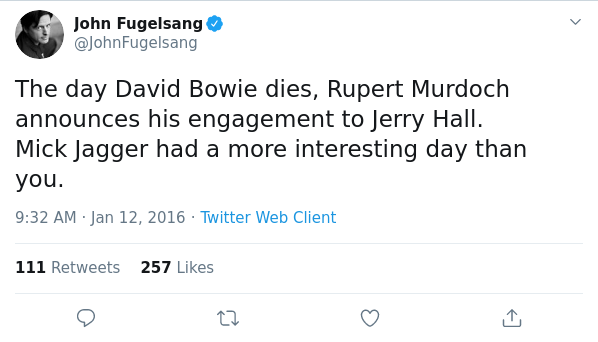 John Fugelsang
@JohnFugelsang
The day David Bowie dies, Rupert Murdoch
announces his engagement to Jerry Hall.
Mick Jagger had a more interesting day than
you.
9:32 AM · Jan 12, 2016 · Twitter Web Client
111 Retweets 257 Likes